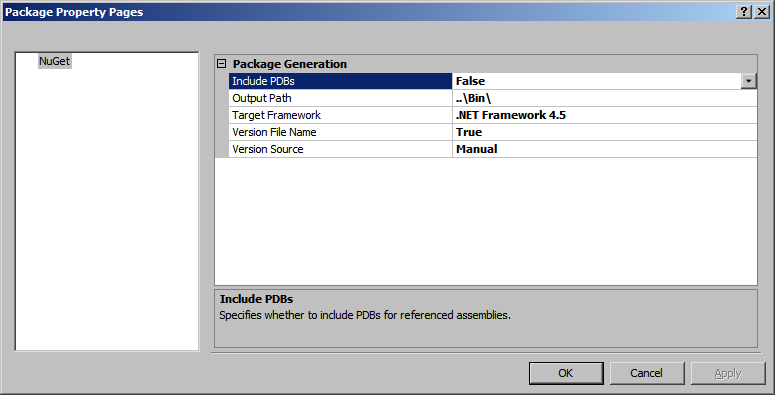 Package Property Pages
NuGet
Package Generation
Include PDBs False
Output Path ..\Bin\
Target Framework .NET Framework 4.5
Version File Name True
Version Source Manual
Include PDBs
Specifies whether to include PDBs for referenced assemblies.
OK Cancel Apply